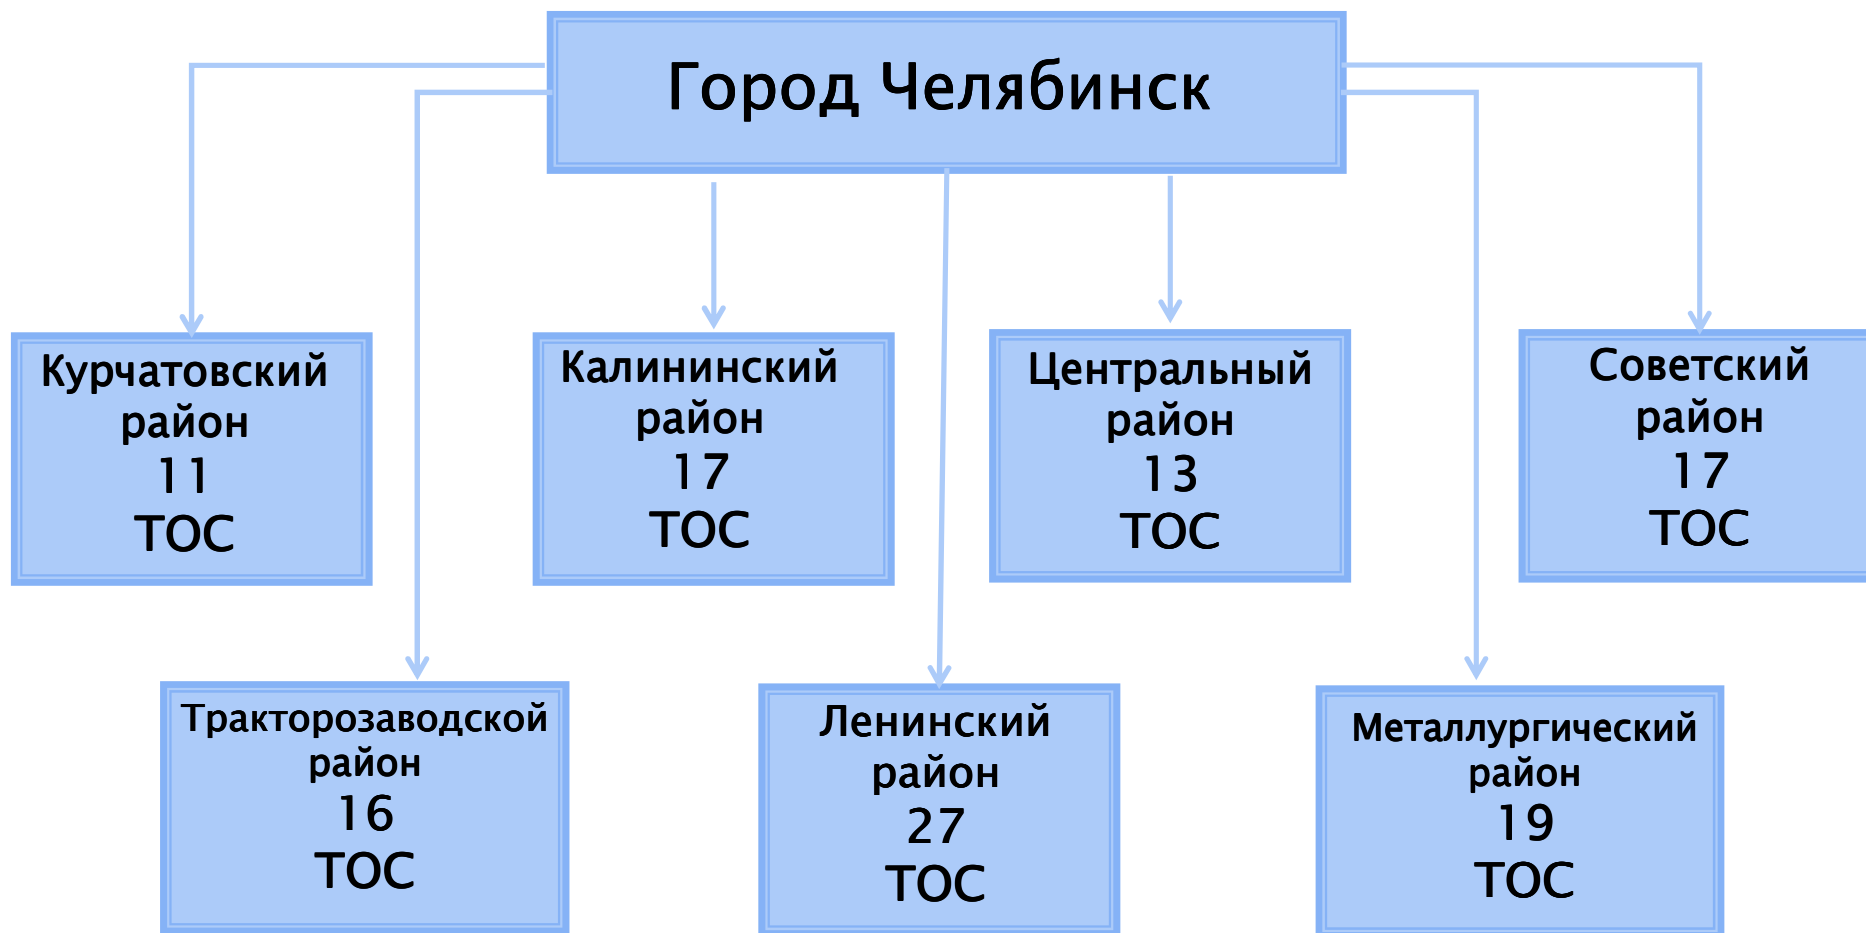 Город Челябинск
Курчатовский
район
11
ТОС
Калининский
район
17
ТОС
Центральный
район
13
ТОС
Советский
район
17
ТОС
Тракторозаводской
район
16
ТОС
Ленинский
район
27
ТОС
Металлургический
район
19
ТОС